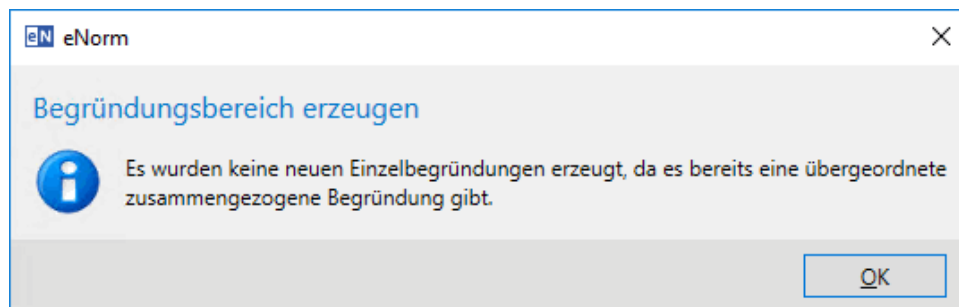 eN eNorm
Begründungsbereich erzeugen
Es wurden keine neuen Einzelbegründungen erzeugt, da es bereits eine übergeordnete
zusammengezogene Begründung gibt.
OK